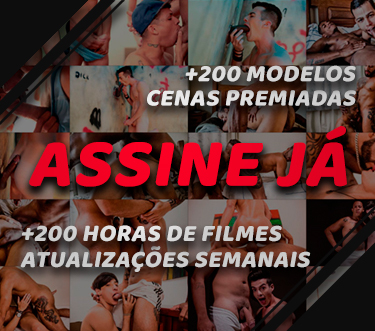 +200 MODELOS
CENAS PREMIADAS
ASSINE JÁ
+200 HORAS DE FILMES
ATUALIZAÇÕES SEMANAIS